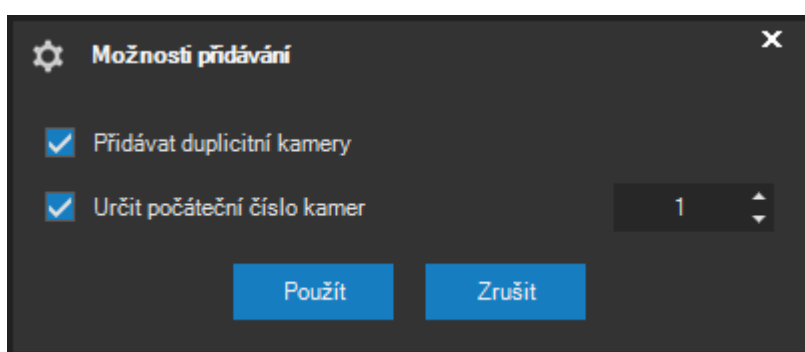 Možnosti přidávání
Přidávat duplicitní kamery
Určit počáteční číslo kamer 1
Použít Zrušit